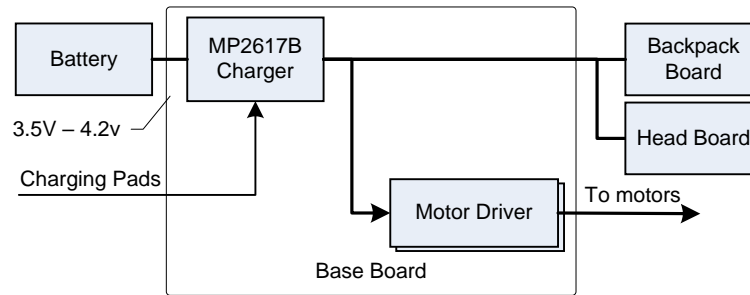 Battery
MP2617B
Charger
Backpack
Board
3.5V – 4.2v
Head Board
Charging Pads
Motor Driver
To motors
Base Board